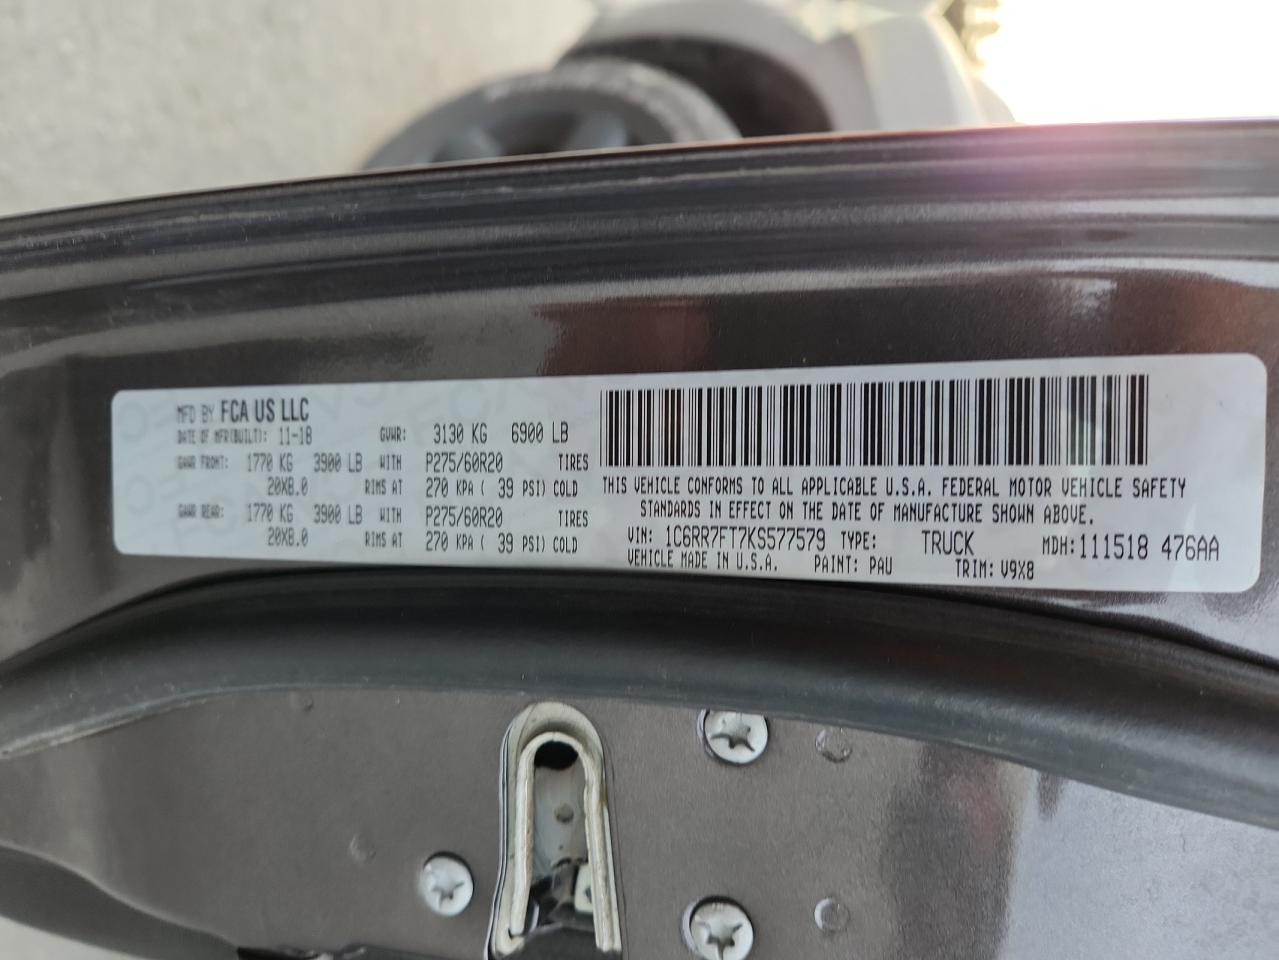 MFD BY FCA US LLC
DATE OF MFR(BUILT): 11-18 GVWR: 3130 KG 6900 LB
GAWR FRONT: 1770 KG 3900 LB WITH P275/60R20 TIRES
20X8.0 RIMS AT 270 KPA ( 39 PSI) COLD
GAWR REAR: 1770 KG 3900 LB WITH P275/60R20 TIRES
20X8.0 RIMS AT 270 KPA ( 39 PSI) COLD
THIS VEHICLE CONFORMS TO ALL APPLICABLE U.S.A. FEDERAL MOTOR VEHICLE SAFETY
STANDARDS IN EFFECT ON THE DATE OF MANUFACTURE SHOWN ABOVE.
VIN: 1C6RR7FT7KS577579 TYPE: TRUCK MDH:111518 476AA
VEHICLE MADE IN U.S.A. PAINT: PAU TRIM: V9X8